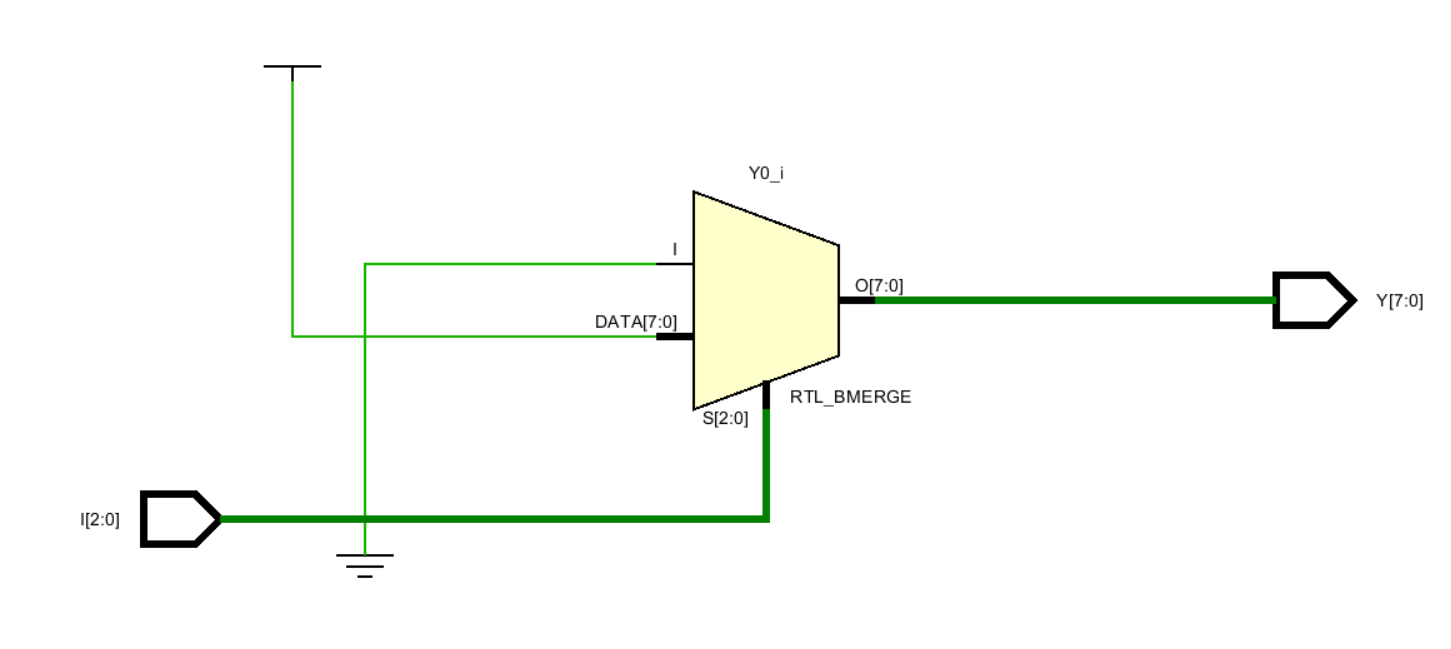 Y0_i
I
O[7:0]
DATA[7:0]
Y[7:0]
RTL_BMERGE
S[2:0]
I[2:0]